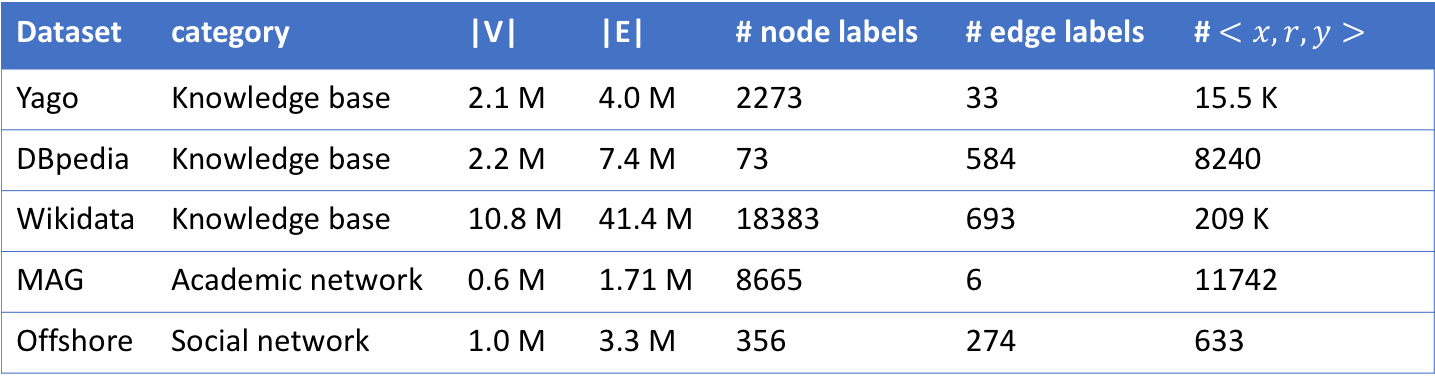 Dataset category |V| |E| # node labels # edge labels # < x, r, y >
Yago Knowledge base 2.1 M 4.0 M 2273 33 15.5 K
DBpedia Knowledge base 2.2 M 7.4 M 73 584 8240
Wikidata Knowledge base 10.8 M 41.4 M 18383 693 209 K
MAG Academic network 0.6 M 1.71 M 8665 6 11742
Offshore Social network 1.0 M 3.3 M 356 274 633